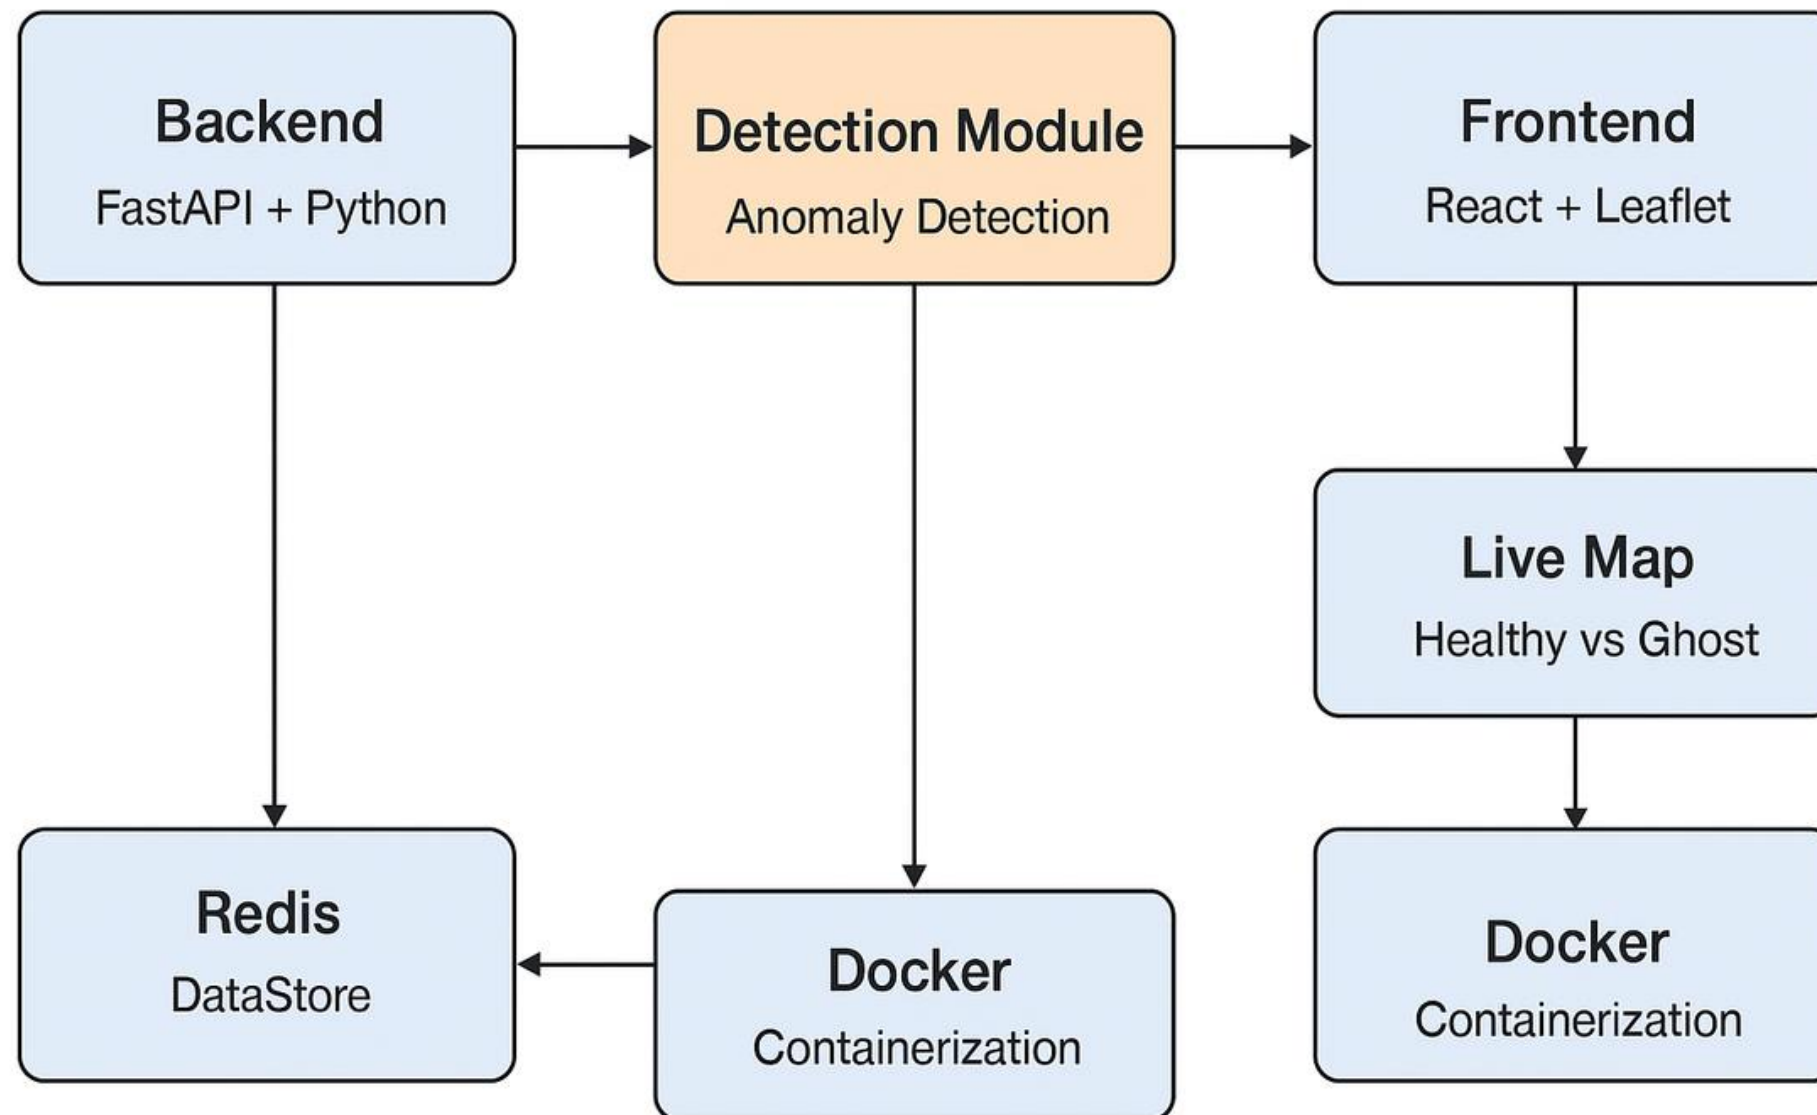 Backend
FastAPI + Python
Detection Module
Anomaly Detection
Frontend
React + Leaflet
Live Map
Healthy vs Ghost
Redis
DataStore
Docker
Containerization
Docker
Containerization